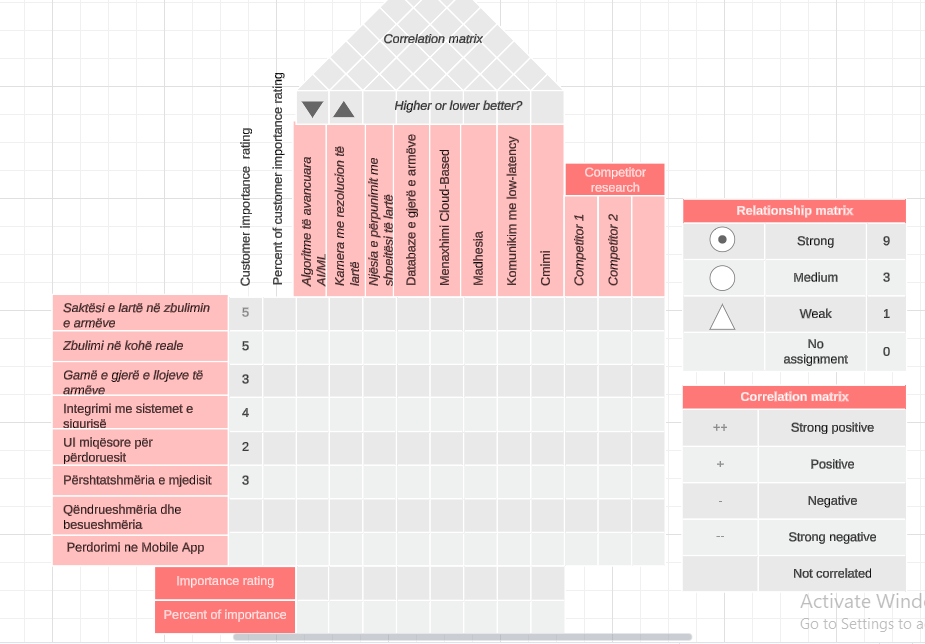 Correlation matrix
Higher or lower better?
Customer importance rating
Percent of customer importance rating
Algoritme të avancuara
AI/ML
Kamera me rezolucion të
lartë
Njësia e përpunimit me
shpejtësi të lartë
Databaze e gjerë e armëve
Menaxhimi Cloud-Based
Madhesia
Komunikim me low-latency
Cmimi
Competitor
research
Competitor 1
Competitor 2
Saktësi e lartë në zbulimin
e armëve
5
Zbulimi në kohë reale
5
Gamë e gjerë e llojeve të
armëve
3
Integrimi me sistemet e
sigurisë
4
UI miqësore për
përdoruesit
2
Përshtatshmëria e mjedisit
3
Qëndrueshmëria dhe
besueshmëria
Perdorimi ne Mobile App
Importance rating
Percent of importance
Relationship matrix
Strong 9
Medium 3
Weak 1
No
assignment 0
Correlation matrix
++ Strong positive
+ Positive
- Negative
-- Strong negative
Not correlated
Activate Wind
Go to Settings to a